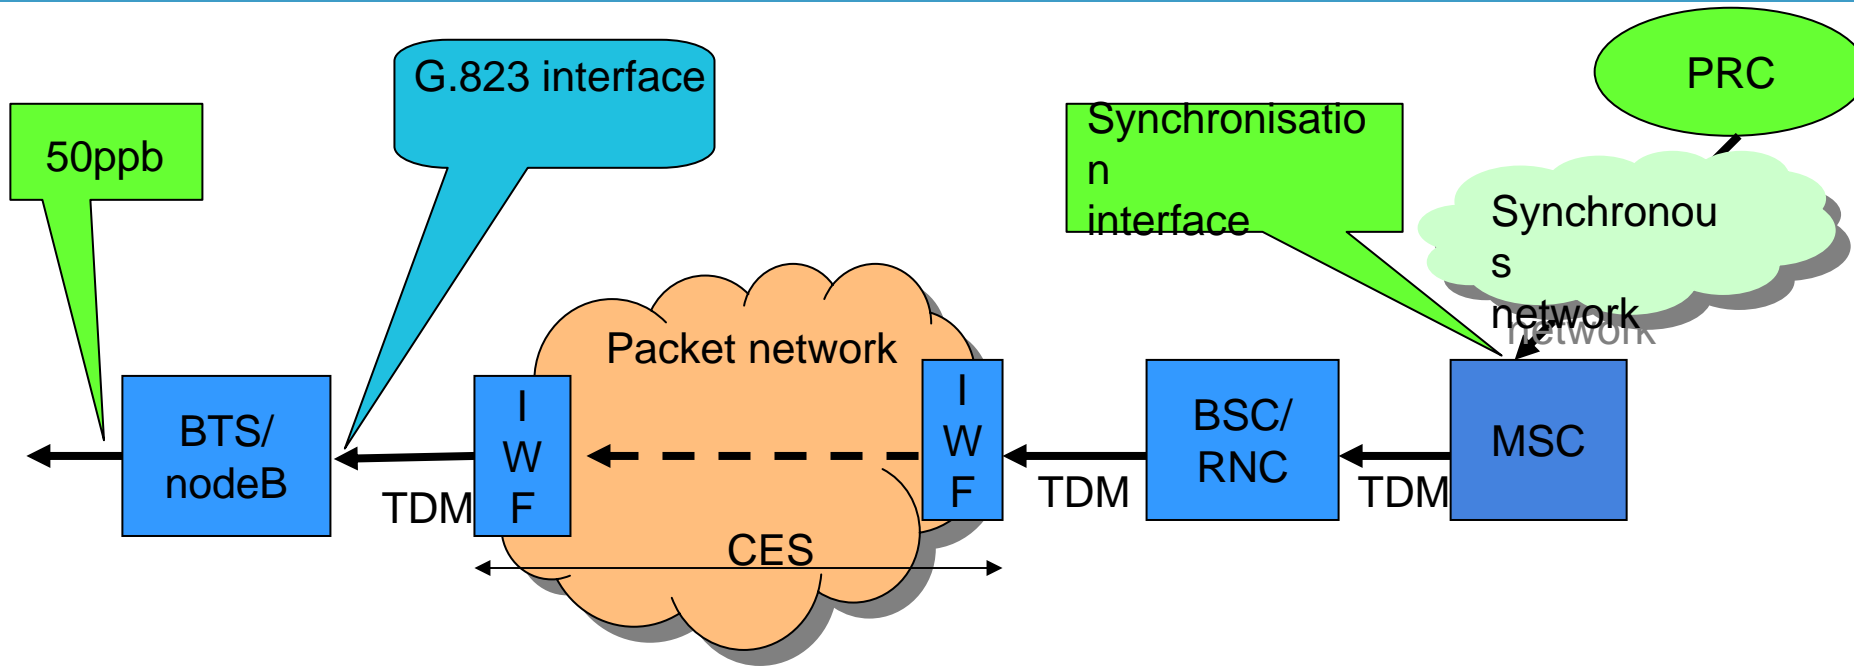 PRC
G.823 interface
50ppb
Synchronisatio
n
interface
Synchronou
s
network
Packet network
BTS/
nodeB
TDM
I
W
F
CES
I
W
F
TDM
BSC/
RNC
TDM
MSC